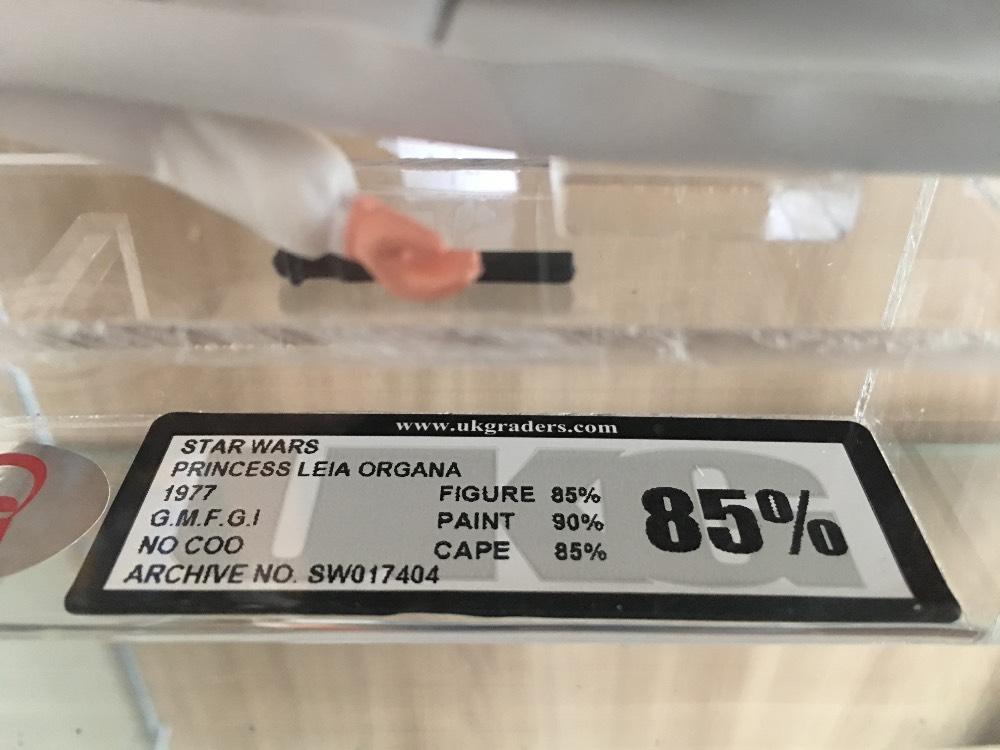 www.ukgraders.com
STAR WARS
PRINCESS LEIA ORGANA
1977
G.M.F.G.I
NO COO
ARCHIVE NO. SW017404
FIGURE 85%
PAINT 90%
CAPE 85%
85%
UKG